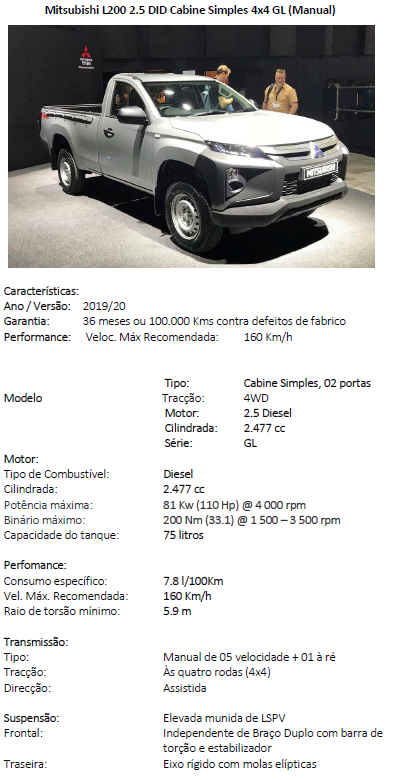 Mitsubishi L200 2.5 DID Cabine Simples 4x4 GL (Manual)
MITSUBISHI
Características:
Ano / Versão: 2019/20
Garantia: 36 meses ou 100.000 Kms contra defeitos de fabrico
Performance: Veloc. Máx Recomendada: 160 Km/h
Tipo: Cabine Simples, 02 portas
Modelo Tracção: 4WD
Motor: 2.5 Diesel
Cilindrada: 2.477 cc
Série: GL
Motor:
Tipo de Combustível: Diesel
Cilindrada: 2.477 cc
Potência máxima: 81 Kw (110 Hp) @ 4 000 rpm
Binário máximo: 200 Nm (33.1) @ 1 500 – 3 500 rpm
Capacidade do tanque: 75 litros
Perfomance:
Consumo específico: 7.8 l/100Km
Vel. Máx. Recomendada: 160 Km/h
Raio de torsão mínimo: 5.9 m
Transmissão:
Tipo: Manual de 05 velocidade + 01 à ré
Tracção: Às quatro rodas (4x4)
Direcção: Assistida
Suspensão: Elevada munida de LSPV
Frontal: Independente de Braço Duplo com barra de
torção e estabilizador
Traseira: Eixo rígido com molas elípticas